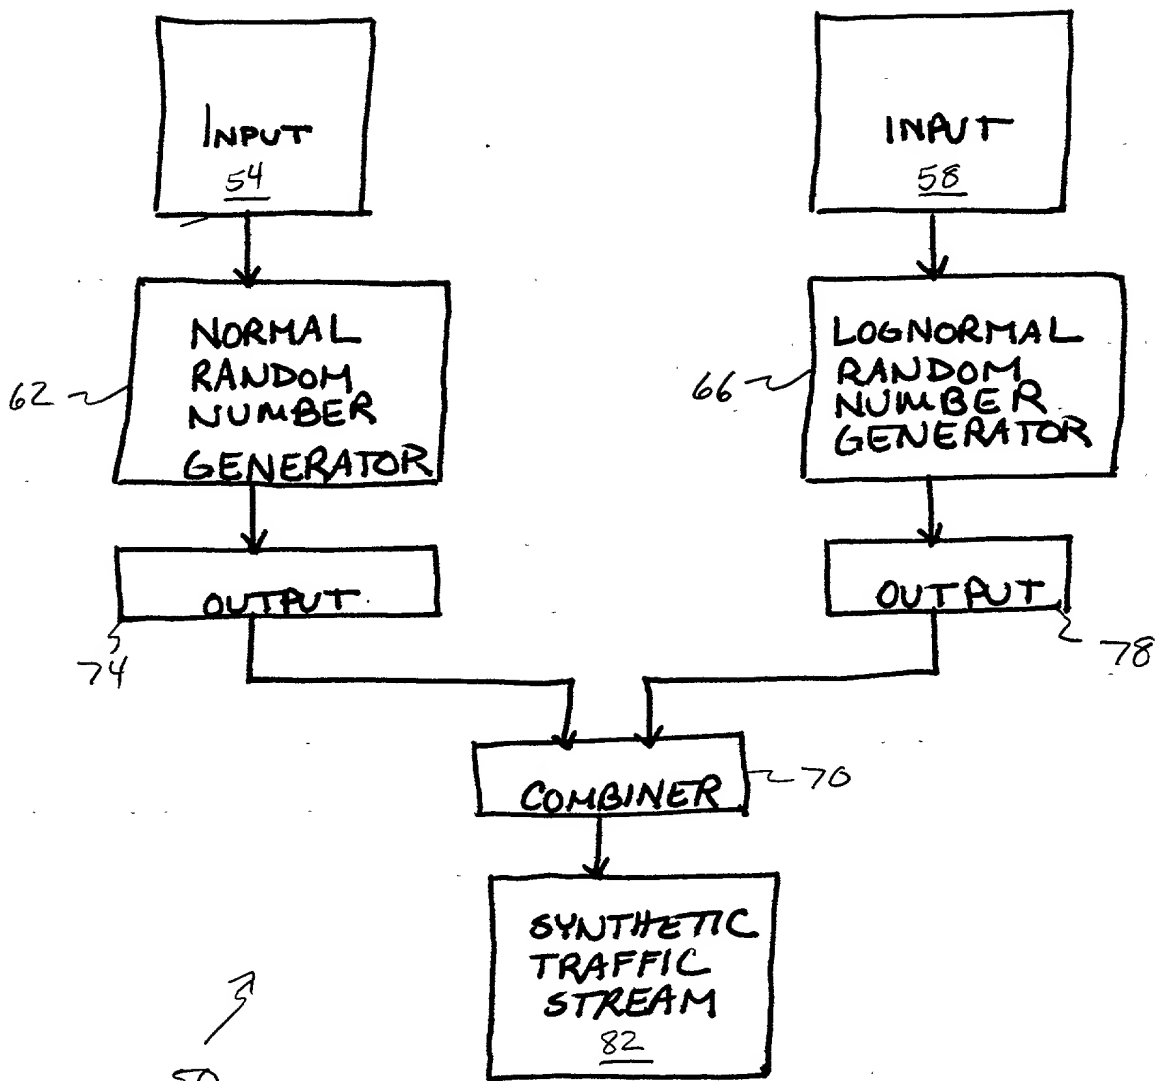 INPUT
54
INPUT
58
NORMAL
RANDOM
NUMBER
GENERATOR
62
LOGNORMAL
RANDOM
NUMBER
GENERATOR
66
OUTPUT
74
OUTPUT
78
COMBINER
70
SYNTHETIC
TRAFFIC
STREAM
82
50